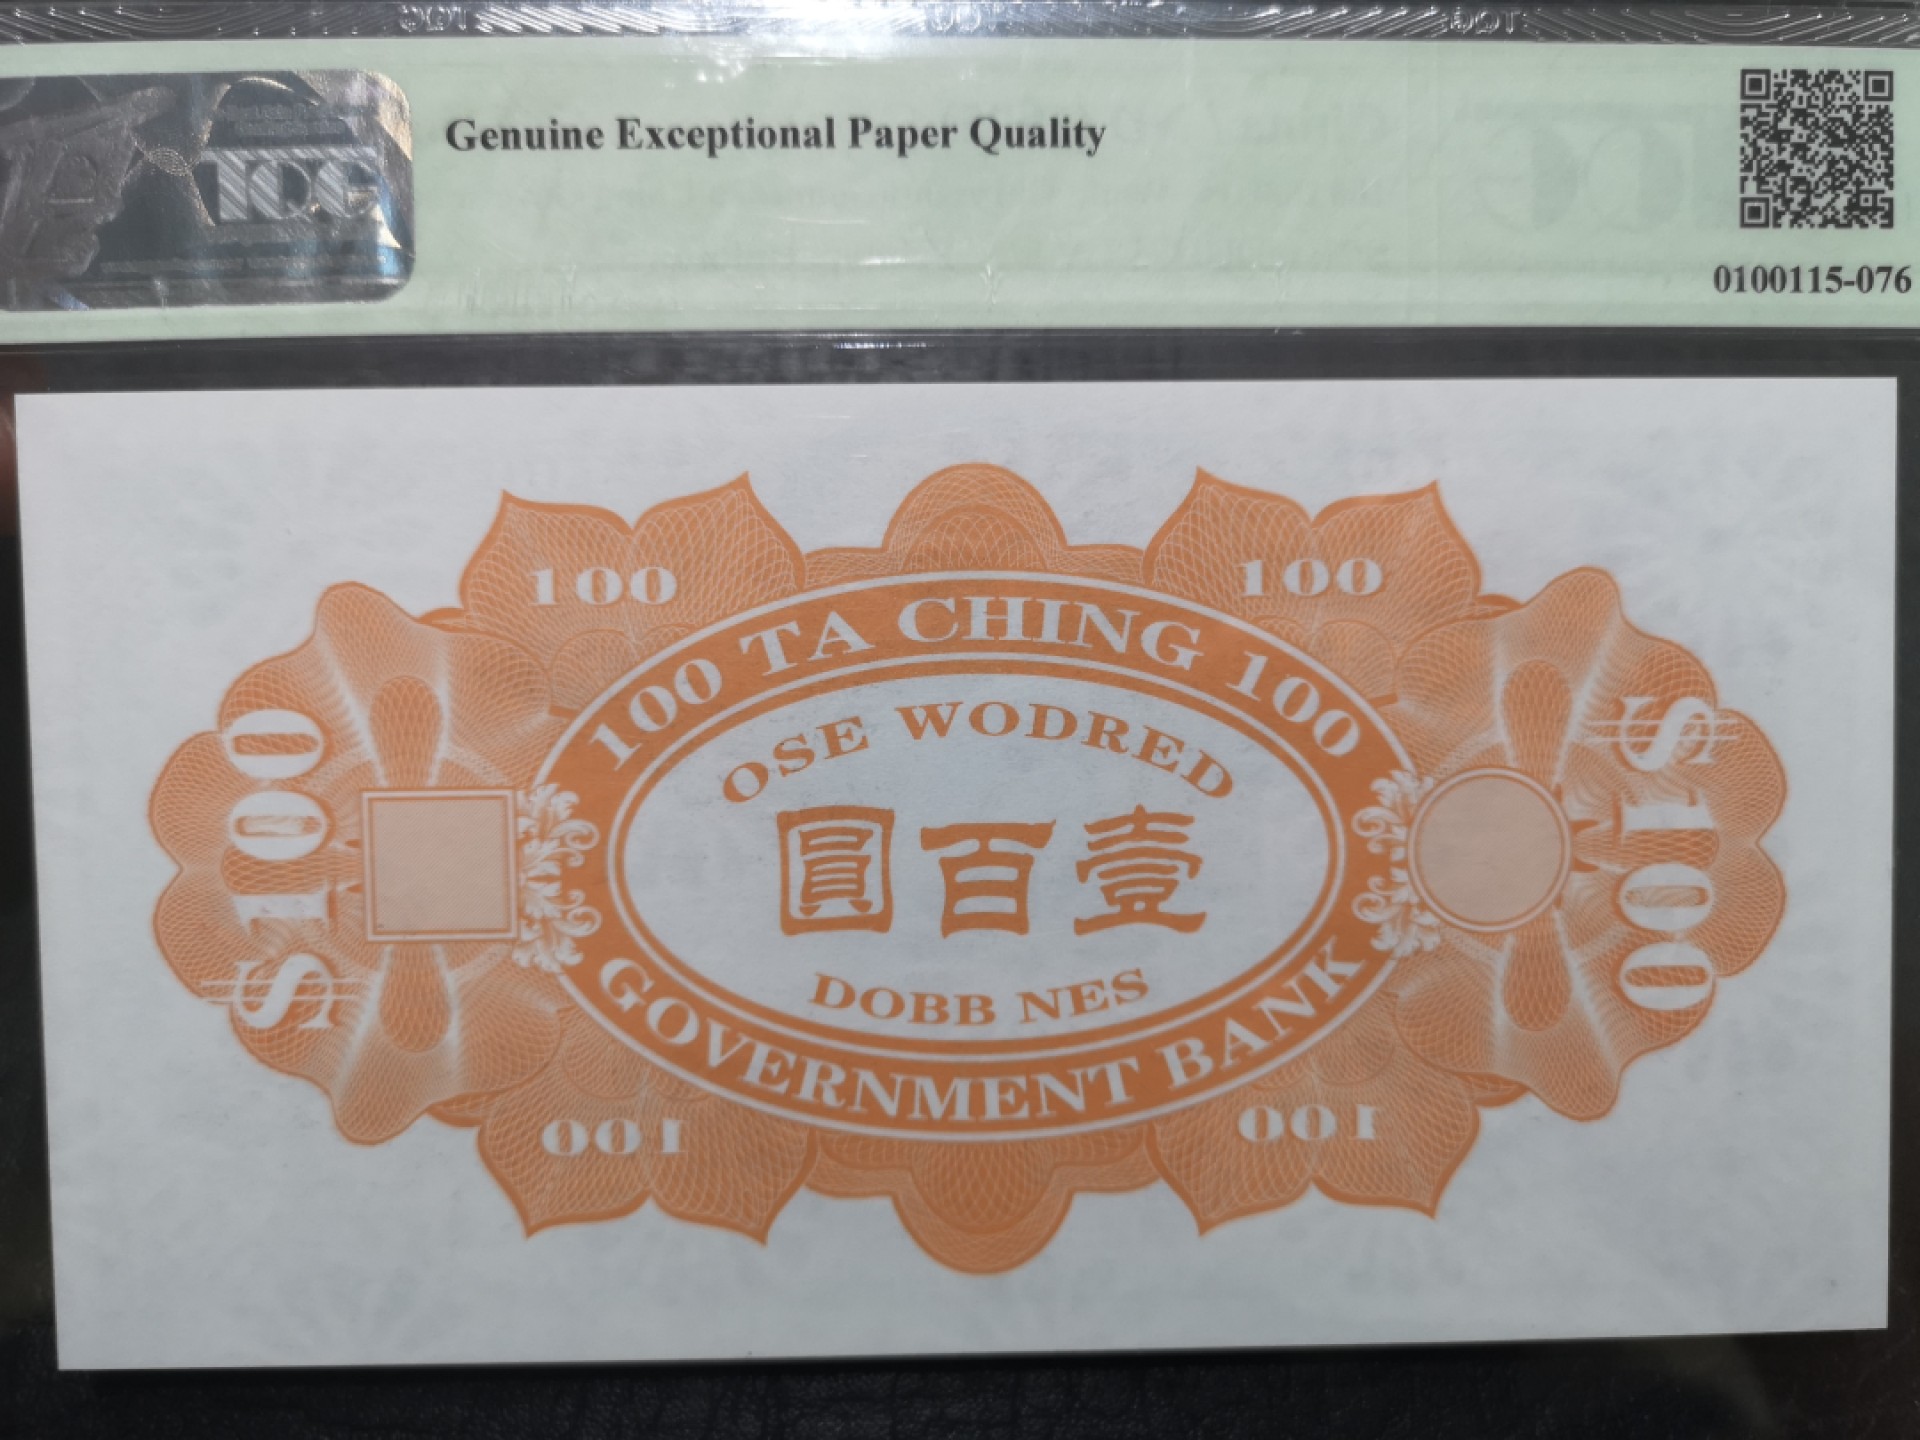 TQG
Genuine Exceptional Paper Quality
0100115-076
100
100
100 TA CHING 100
OSE WODRED
圓百壹
DOBB NES
GOVERNMENT BANK
$100
$100
100
100